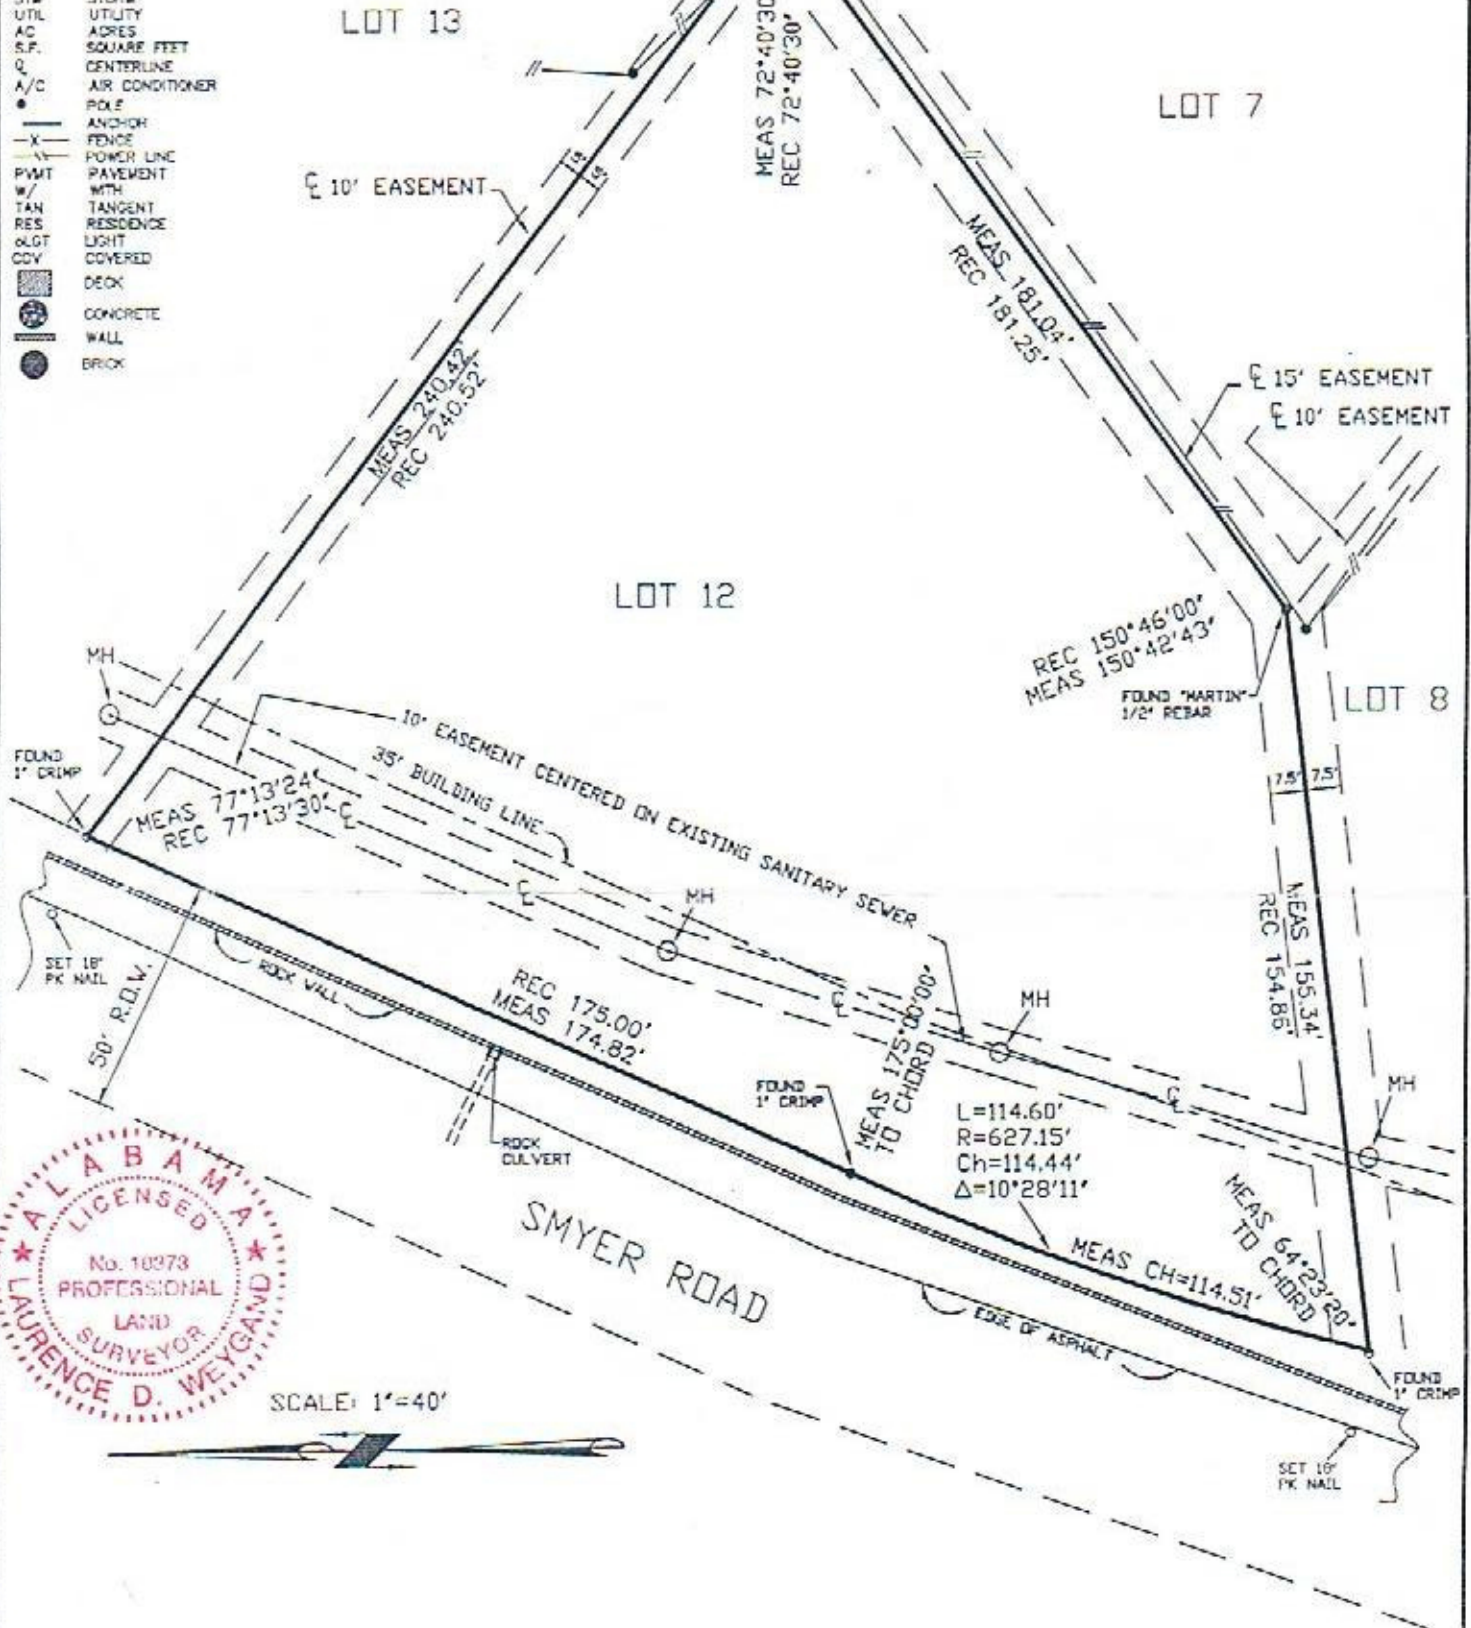 UTIL UTILITY
AC ACRES
S.F. SQUARE FEET
℄ CENTERLINE
A/C AIR CONDITIONER
POLE
ANCHOR
X FENCE
POWER LINE
PVMT PAVEMENT
W/ WITH
TAN TANGENT
RES RESIDENCE
LGT LIGHT
COV COVERED
DECK
CONCRETE
WALL
BRICK
LOT 13
MEAS 72°40'30"
REC 72°40'30"
LOT 7
℄ 10' EASEMENT
5'
5'
MEAS 181.04'
REC 181.25'
MEAS 240.42'
REC 240.52'
℄ 15' EASEMENT
℄ 10' EASEMENT
LOT 12
REC 150°46'00"
MEAS 150°42'43"
FOUND "MARTIN"
1/2" REBAR
LOT 8
MH
FOUND
1" CRIMP
10' EASEMENT CENTERED ON EXISTING SANITARY SEWER
35' BUILDING LINE
MEAS 77°13'24"
REC 77°13'30"
℄
7.5' 7.5'
℄
MH
MEAS 155.34'
REC 154.86'
SET 18"
PK NAIL
50' R.O.W.
ROCK WALL
REC 175.00'
MEAS 174.82'
℄
MH
MEAS 175°00'00"
TO CHORD
FOUND
1" CRIMP
L=114.60'
R=627.15'
Ch=114.44'
Δ=10°28'11"
℄
MH
ROCK
CULVERT
MEAS 64°23'20"
TO CHORD
MEAS CH=114.51'
SMYER ROAD
EDGE OF ASPHALT
FOUND
1" CRIMP
SET 18"
PK NAIL
ALABAMA
LICENSED
No. 10373
PROFESSIONAL
LAND
SURVEYOR
LAURENCE D. WEYGAND
SCALE: 1"=40'